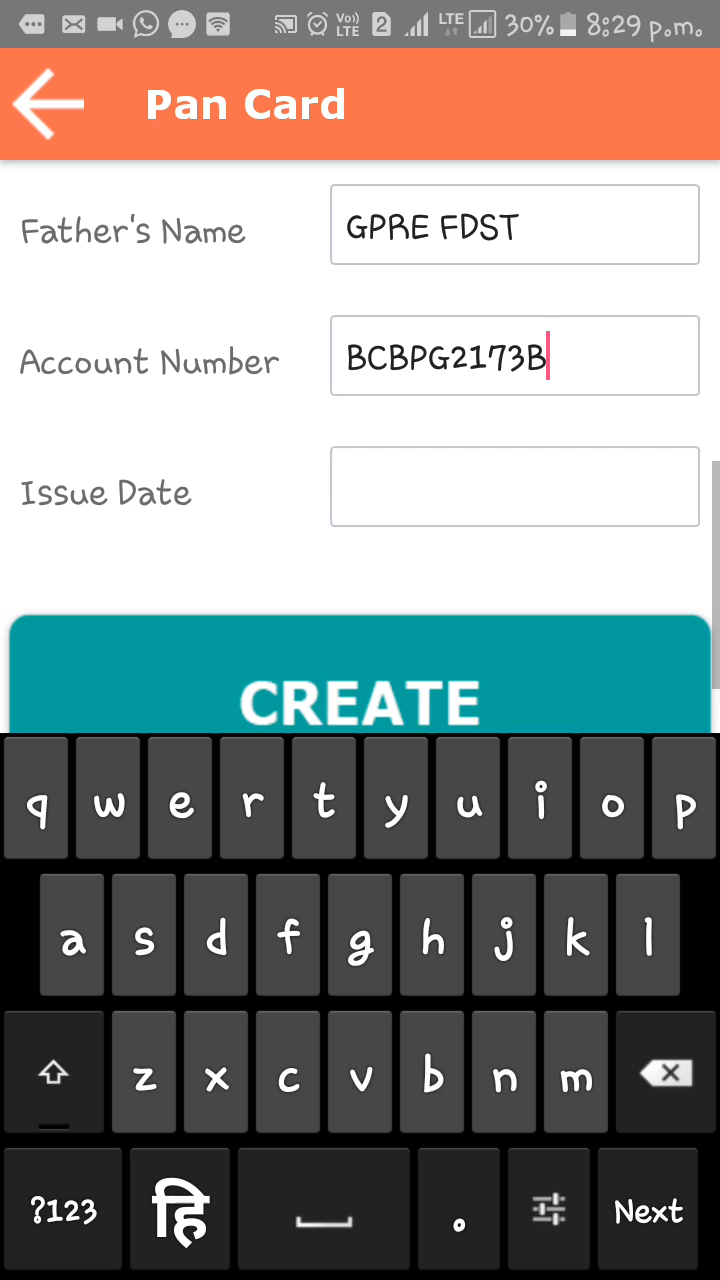 Vo)) LTE 2 LTE 30% 8:29 p.m.
Pan Card
Father's Name GPRE FDST
Account Number BCBPG2173B
Issue Date
CREATE
q w e r t y u i o p
a s d f g h j k l
z x c v b n m
?123 हि . Next